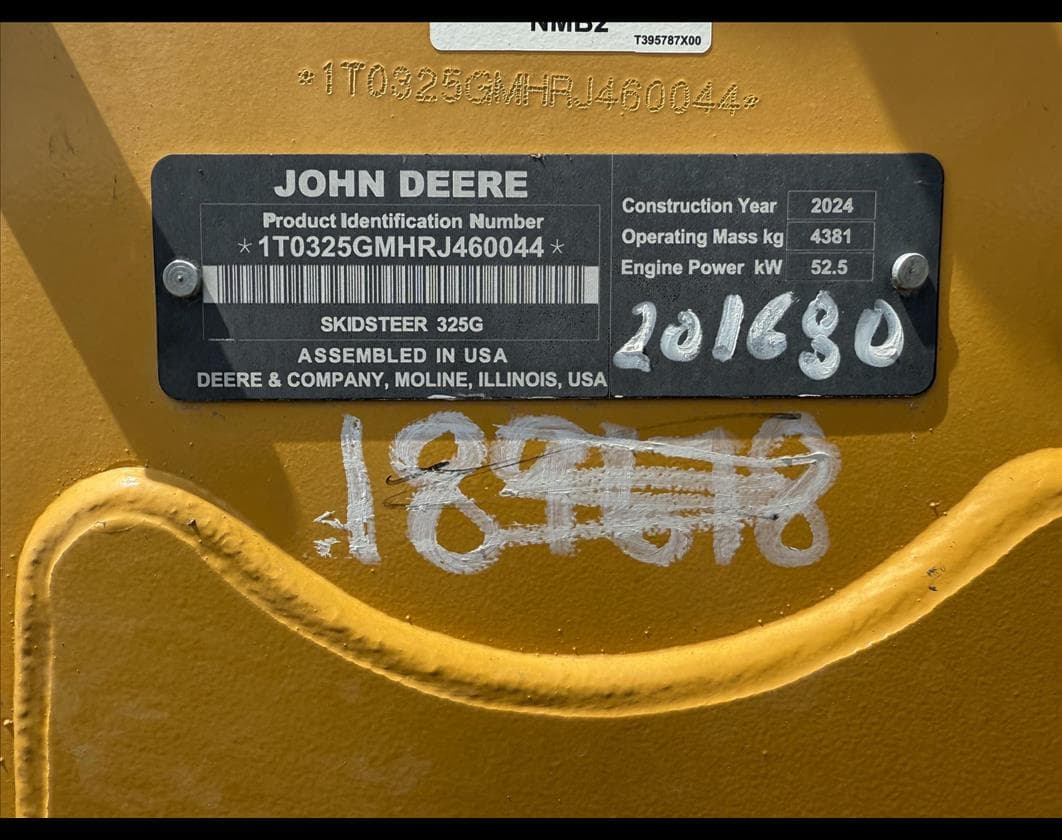 NMB2
T395787X00
*1T0325GMHRJ460044*
JOHN DEERE
Product Identification Number
*1T0325GMHRJ460044*
SKIDSTEER 325G
ASSEMBLED IN USA
DEERE & COMPANY, MOLINE, ILLINOIS, USA
Construction Year 2024
Operating Mass kg 4381
Engine Power kW 52.5
201680